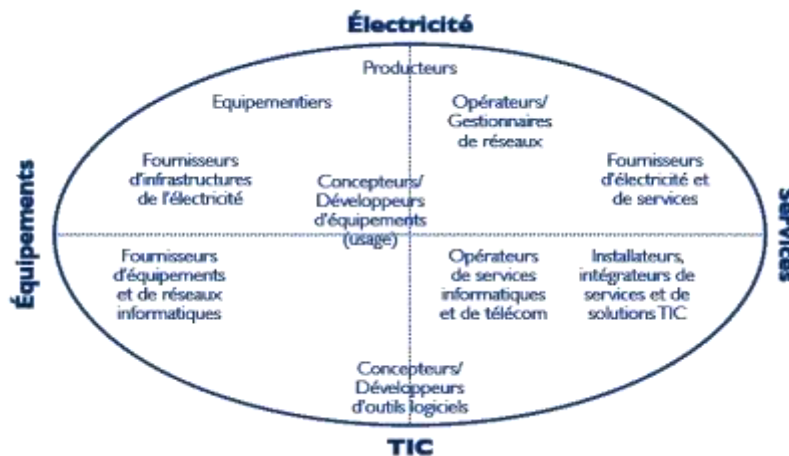 Électricité
Producteurs
Equipementiers
Opérateurs/
Gestionnaires
de réseaux
Fournisseurs
d'infrastructures
de l'électricité
Concepteurs/
Développeurs
d'équipements
(usage)
Fournisseurs
d'électricité et
de services
Équipements
Services
Fournisseurs
d'équipements
et de réseaux
informatiques
Opérateurs
de services
informatiques
et de télécom
Installateurs,
intégrateurs de
services et de
solutions TIC
Concepteurs/
Développeurs
d'outils logiciels
TIC